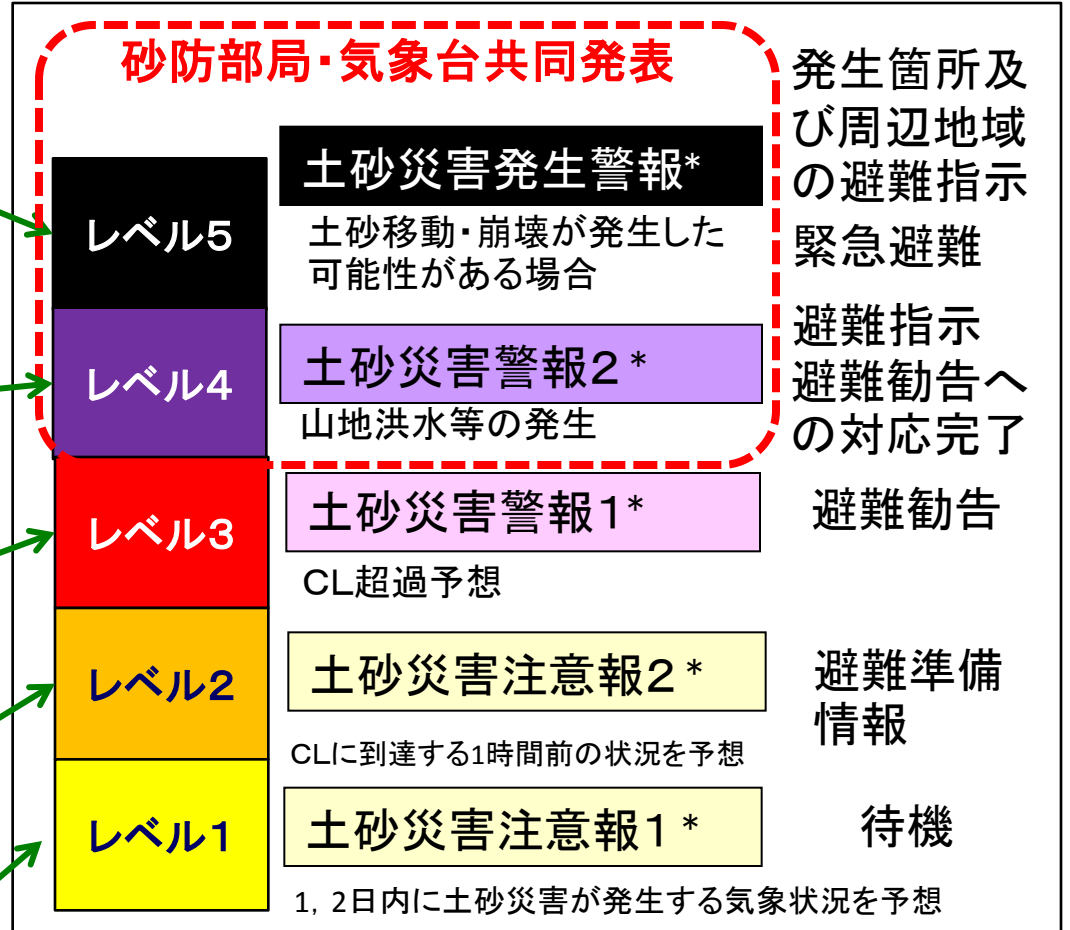 砂防部局・気象台共同発表
レベル5
土砂災害発生警報*
土砂移動・崩壊が発生した
可能性がある場合
発生箇所及
び周辺地域
の避難指示
緊急避難
レベル4
土砂災害警報2*
山地洪水等の発生
避難指示
避難勧告へ
の対応完了
レベル3
土砂災害警報1*
CL超過予想
避難勧告
レベル2
土砂災害注意報2*
CLに到達する1時間前の状況を予想
避難準備
情報
レベル1
土砂災害注意報1*
1，2日内に土砂災害が発生する気象状況を予想
待機